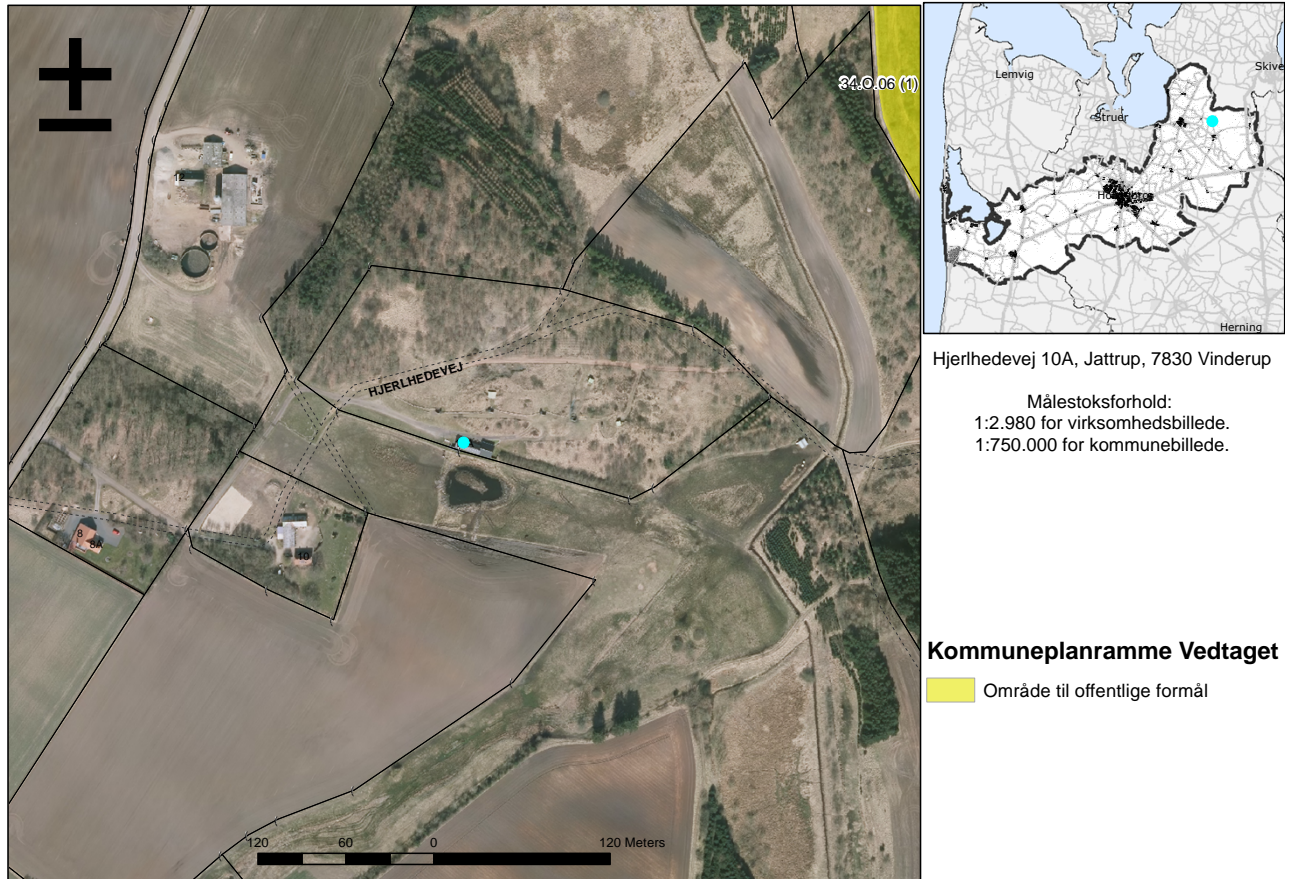 34.O.06 (1)
12
HJERLHEDEVEJ
8
8A
10
120 60 0 120 Meters
Lemvig
Skive
Struer
Herning
Hjerlhedevej 10A, Jattrup, 7830 Vinderup
Målestoksforhold:
1:2.980 for virksomhedsbillede.
1:750.000 for kommunebillede.
Kommuneplanramme Vedtaget
Område til offentlige formål